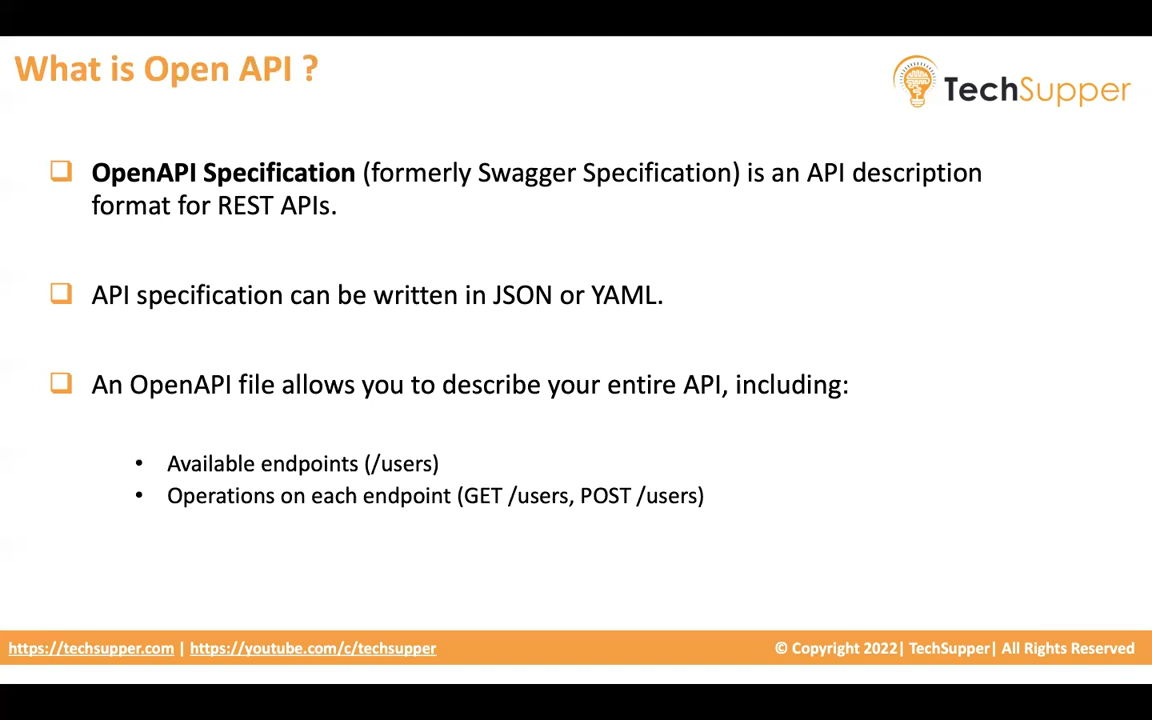 What is Open API ?
TechSupper
OpenAPI Specification (formerly Swagger Specification) is an API description
format for REST APIs.
API specification can be written in JSON or YAML.
An OpenAPI file allows you to describe your entire API, including:
• Available endpoints (/users)
• Operations on each endpoint (GET /users, POST /users)
https://techsupper.com | https://youtube.com/c/techsupper
© Copyright 2022| TechSupper| All Rights Reserved